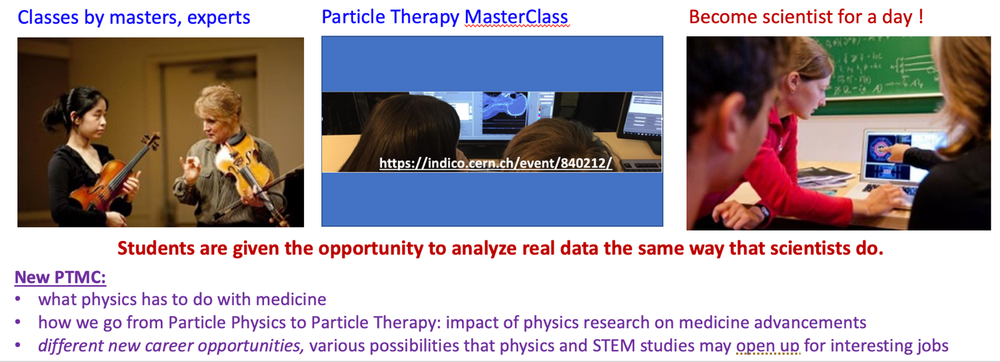 Classes by masters, experts
Particle Therapy MasterClass
Become scientist for a day !
https://indico.cern.ch/event/840212/
Students are given the opportunity to analyze real data the same way that scientists do.
New PTMC:
• what physics has to do with medicine
• how we go from Particle Physics to Particle Therapy: impact of physics research on medicine advancements
• different new career opportunities, various possibilities that physics and STEM studies may open up for interesting jobs